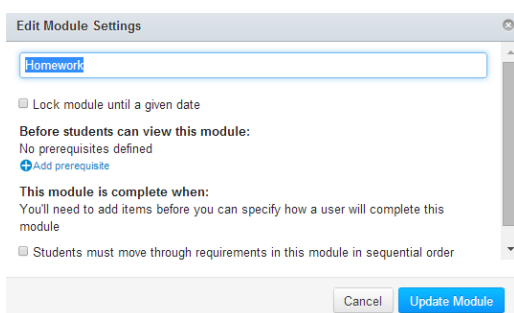 Edit Module Settings
Homework
Lock module until a given date
Before students can view this module:
No prerequisites defined
Add prerequisite
This module is complete when:
You'll need to add items before you can specify how a user will complete this
module
Students must move through requirements in this module in sequential order
Cancel Update Module